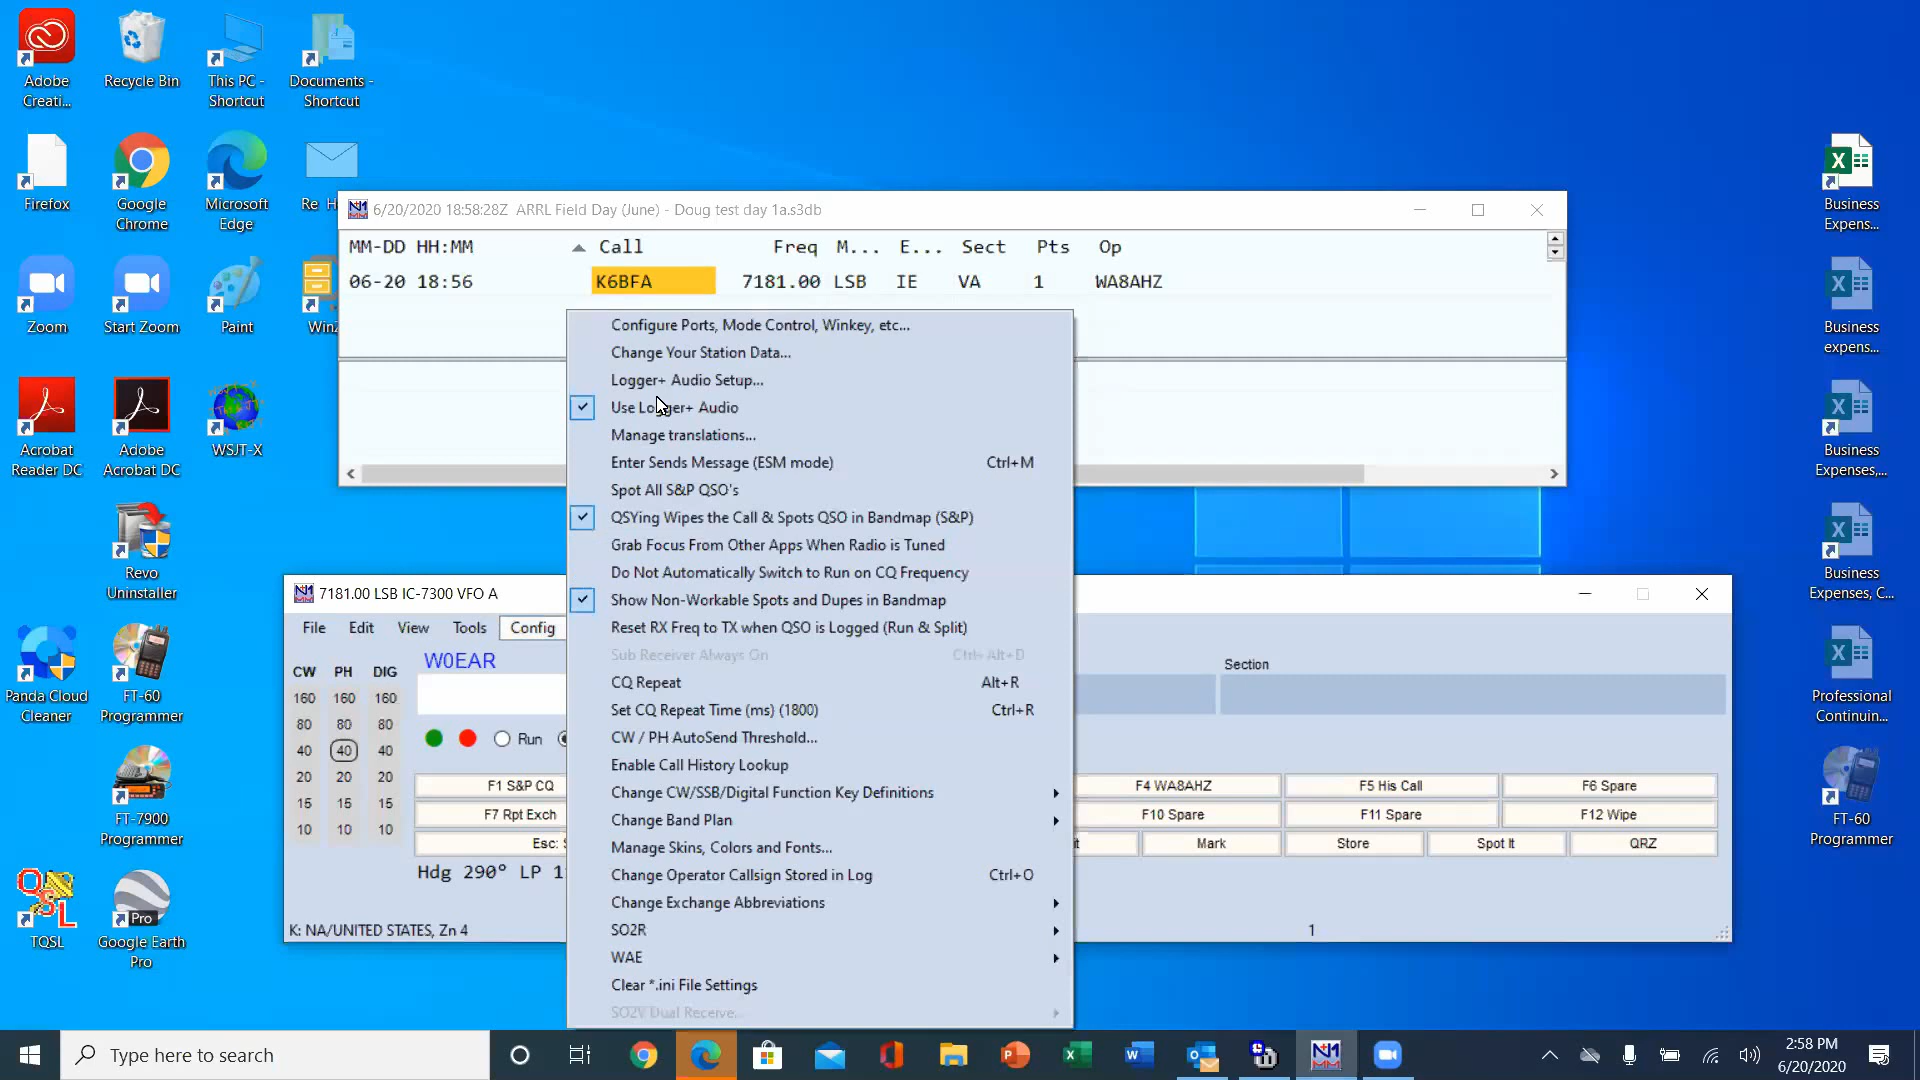 Adobe
Creati...
Recycle Bin
This PC -
Shortcut
Documents -
Shortcut
Firefox
Google
Chrome
Microsoft
Edge
Re H
Zoom
Start Zoom
Paint
WinZ
Acrobat
Reader DC
Adobe
Acrobat DC
WSJT-X
Revo
Uninstaller
Panda Cloud
Cleaner
FT-60
Programmer
FT-7900
Programmer
TQSL
Google Earth
Pro
Business
Expens...
Business
expens...
Business
Expenses,...
Business
Expenses, C...
Professional
Continuin...
FT-60
Programmer
6/20/2020 18:58:28Z ARRL Field Day (June) - Doug test day 1a.s3db
MM-DD HH:MM Call Freq M... E... Sect Pts Op
06-20 18:56 K6BFA 7181.00 LSB IE VA 1 WA8AHZ
Configure Ports, Mode Control, Winkey, etc...
Change Your Station Data...
Logger+ Audio Setup...
Use Logger+ Audio
Manage translations...
Enter Sends Message (ESM mode) Ctrl+M
Spot All S&P QSO's
QSYing Wipes the Call & Spots QSO in Bandmap (S&P)
Grab Focus From Other Apps When Radio is Tuned
Do Not Automatically Switch to Run on CQ Frequency
Show Non-Workable Spots and Dupes in Bandmap
Reset RX Freq to TX when QSO is Logged (Run & Split)
Sub Receiver Always On Ctrl+Alt+D
CQ Repeat Alt+R
Set CQ Repeat Time (ms) (1800) Ctrl+R
CW / PH AutoSend Threshold...
Enable Call History Lookup
Change CW/SSB/Digital Function Key Definitions
Change Band Plan
Manage Skins, Colors and Fonts...
Change Operator Callsign Stored in Log Ctrl+O
Change Exchange Abbreviations
SO2R
WAE
Clear *.ini File Settings
SO2V Dual Receive...
7181.00 LSB IC-7300 VFO A
File Edit View Tools Config
W0EAR
Section
CW PH DIG
160 160 160
80 80 80
40 40 40
20 20 20
15 15 15
10 10 10
Run
F1 S&P CQ F4 WA8AHZ F5 His Call F6 Spare
F7 Rpt Exch F10 Spare F11 Spare F12 Wipe
Esc: Mark Store Spot It QRZ
Hdg 290° LP
K: NA/UNITED STATES, Zn 4 1
Type here to search
2:58 PM
6/20/2020